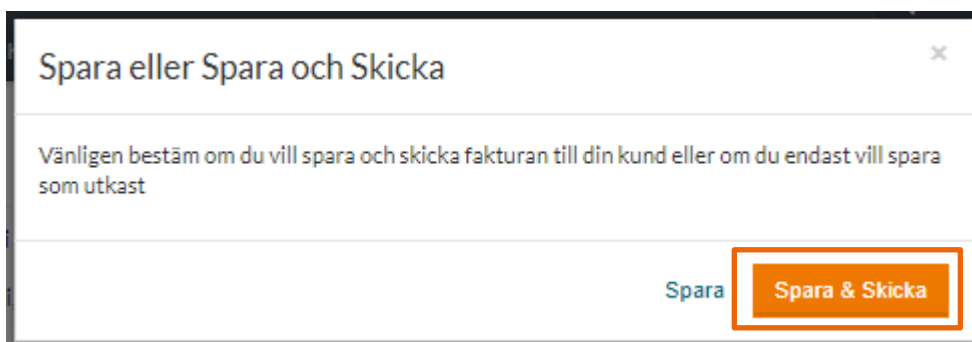 Spara eller Spara och Skicka
×
Vänligen bestäm om du vill spara och skicka fakturan till din kund eller om du endast vill spara
som utkast
Spara
Spara & Skicka